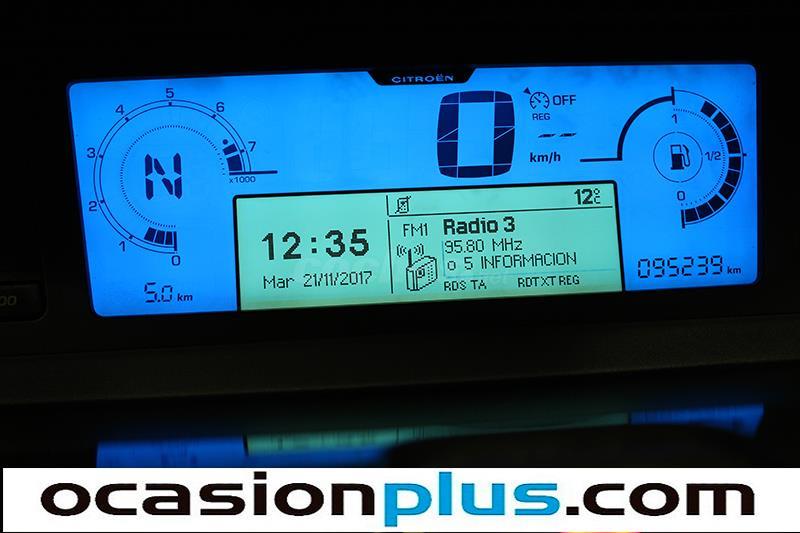 CITROËN
5
4
6
3
7
x1000
2
1
0
N
5.0 km
0
OFF
REG
--
km/h
12°C
12:35
Mar 21/11/2017
FM1
Radio 3
95.80 MHz
o 5 INFORMACION
RDS TA
RDTXT REG
1
1/2
0
095239 km
00
ocasionplus.com